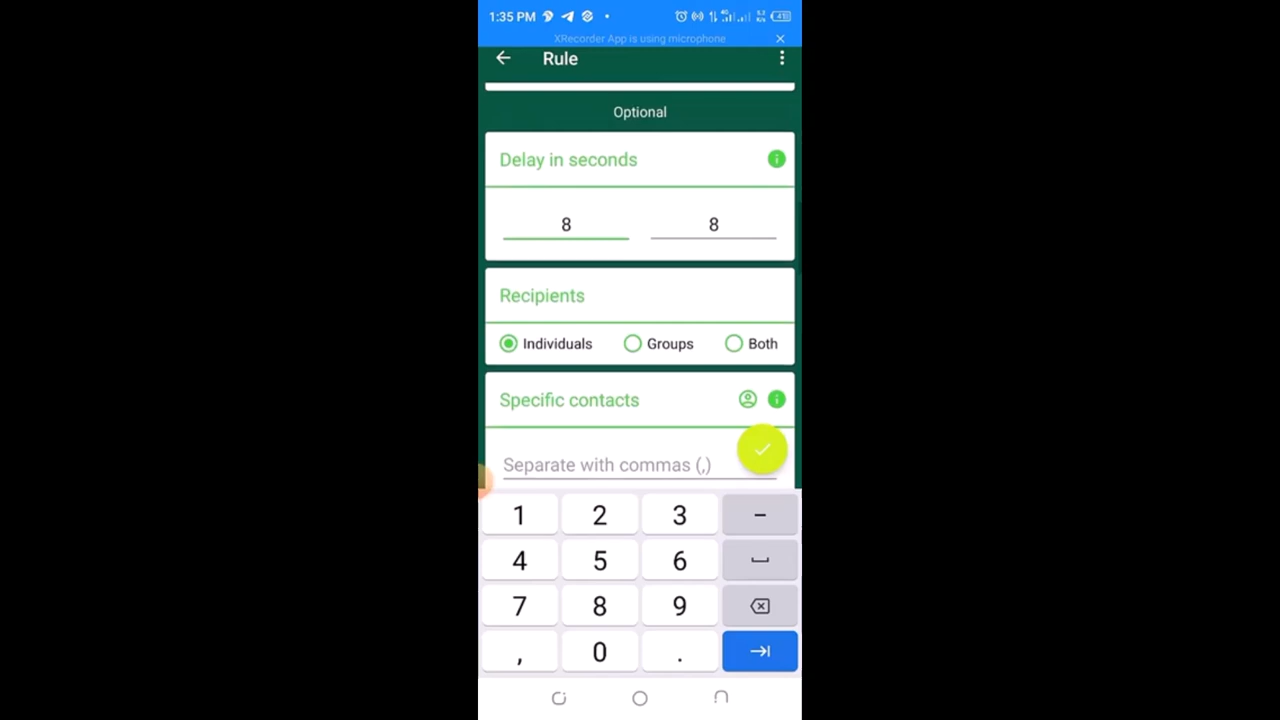 1:35 PM
XRecorder App is using microphone
Rule
Optional
Delay in seconds
8 8
Recipients
Individuals Groups Both
Specific contacts
Separate with commas (,)
1 2 3 -
4 5 6
7 8 9
, 0 .